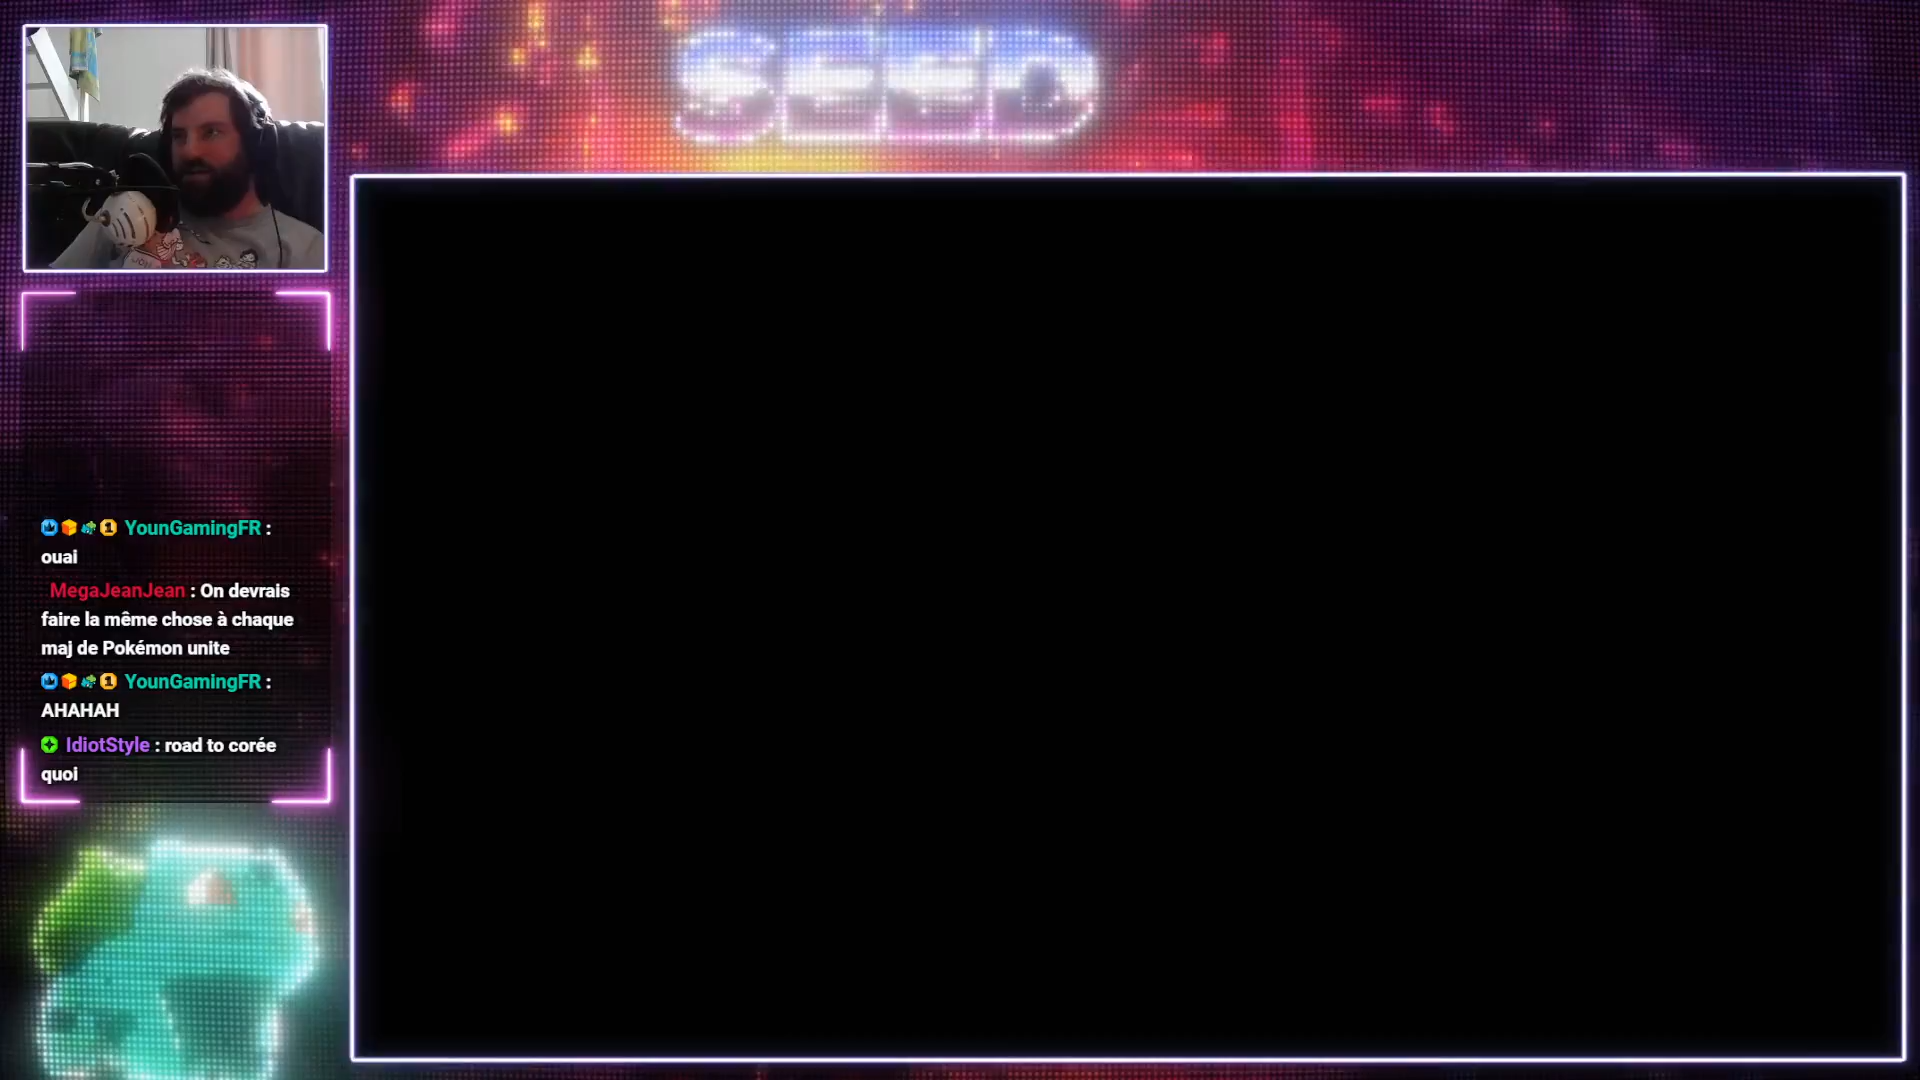 SEED
YounGamingFR :
ouai
MegaJeanJean : On devrais
faire la même chose à chaque
maj de Pokémon unite
YounGamingFR :
AHAHAH
IdiotStyle : road to corée
quoi